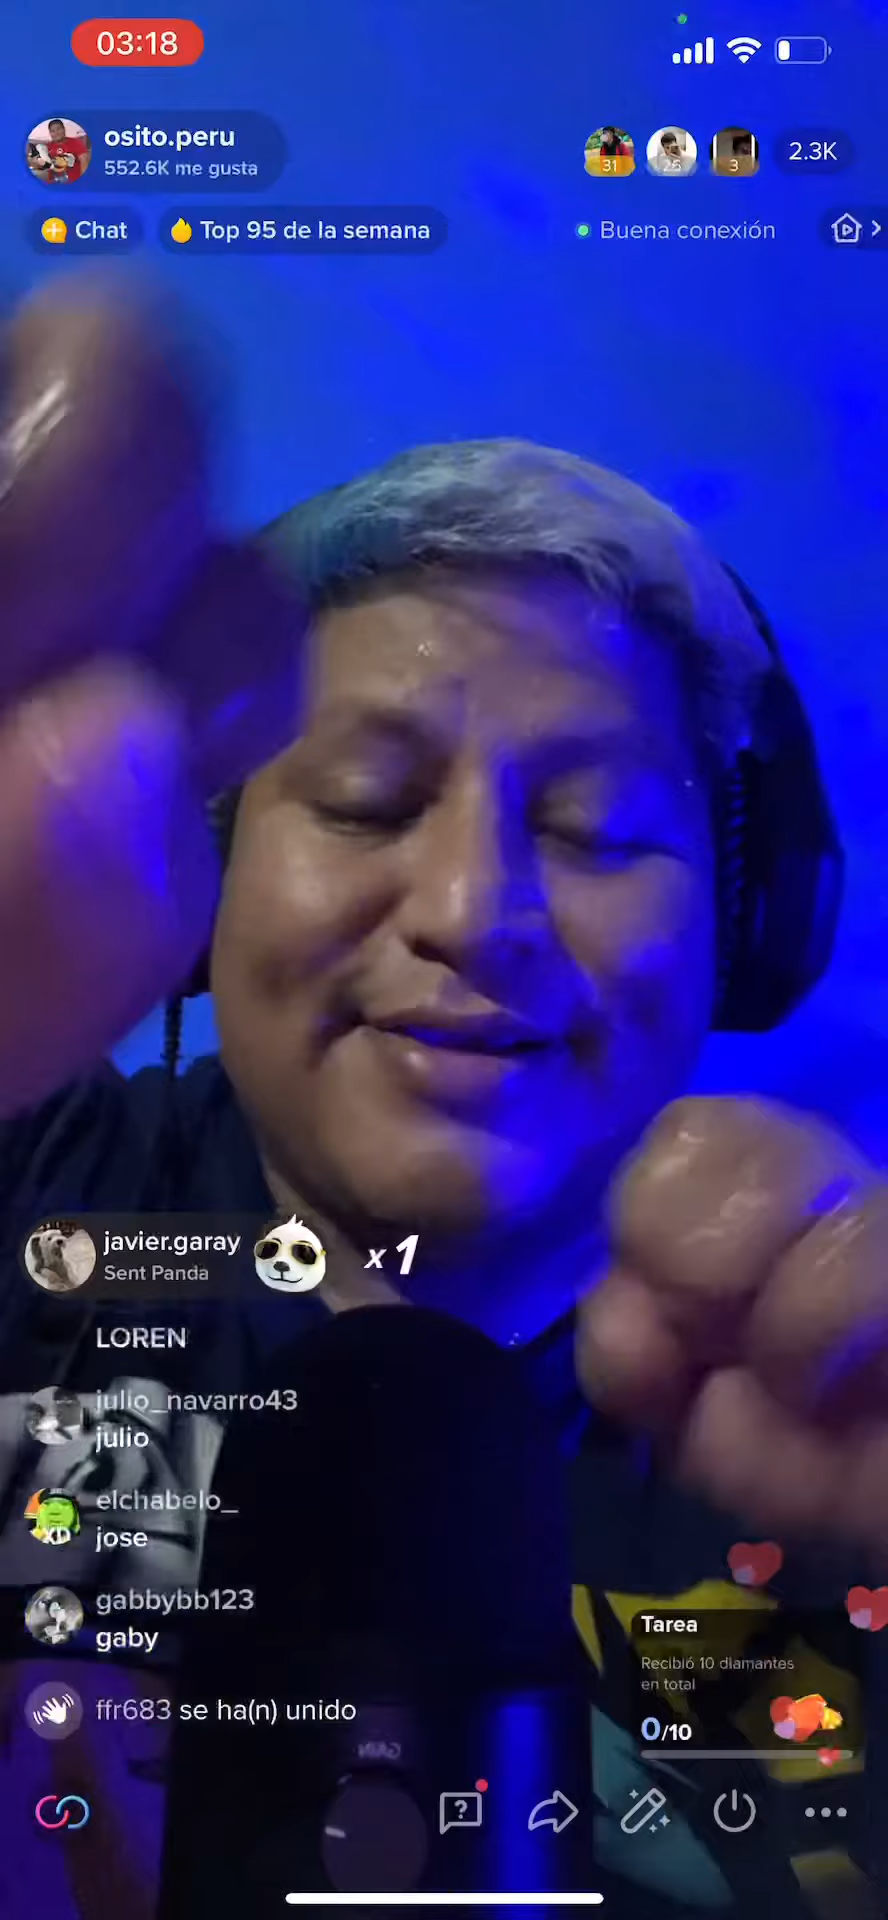 03:18
osito.peru
552.6K me gusta
31
25
3
2.3K
Chat
Top 95 de la semana
Buena conexión
javier.garay
Sent Panda
x 1
LOREN
julio_navarro43
julio
elchabelo_
XD
jose
gabbybb123
gaby
ffr683 se ha(n) unido
Tarea
Recibió 10 diamantes
en total
0/10
GAIN